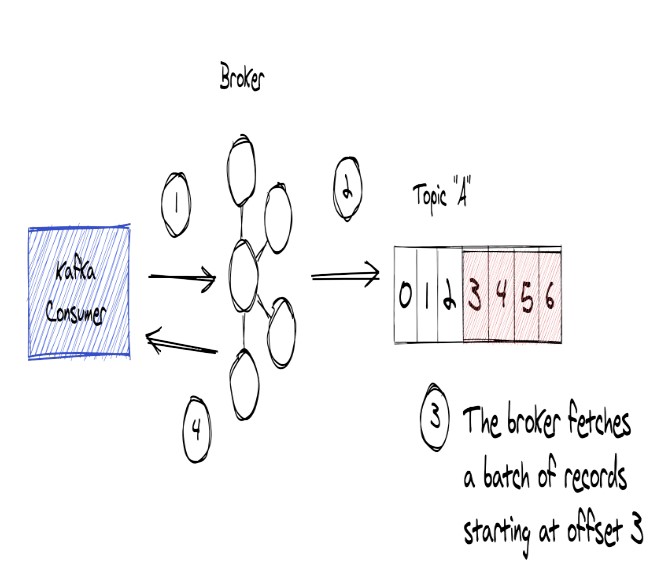 Broker
1
2
Topic "A"
Kafka
Consumer
0 1 2 3 4 5 6
4
3
The broker fetches
a batch of records
starting at offset 3